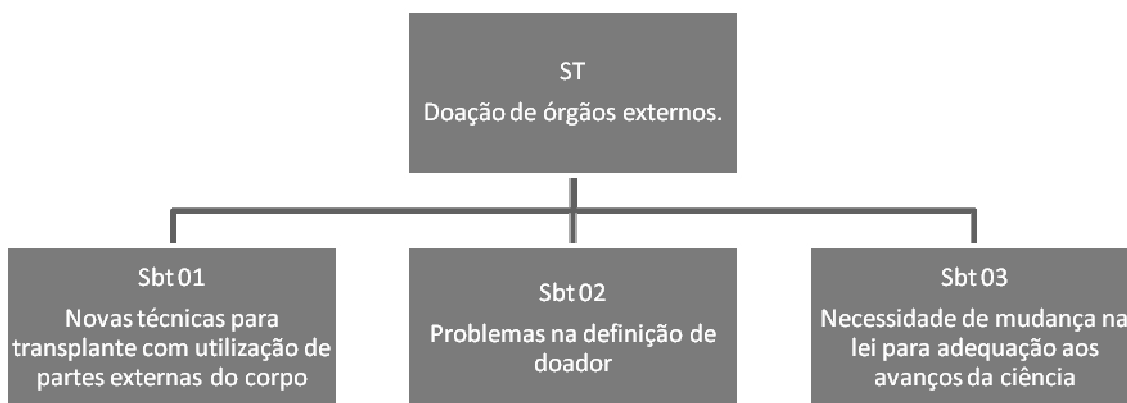 ST
Doação de órgãos externos.
Sbt 01
Novas técnicas para
transplante com utilização de
partes externas do corpo
Sbt 02
Problemas na definição de
doador
Sbt 03
Necessidade de mudança na
lei para adequação aos
avanços da ciência